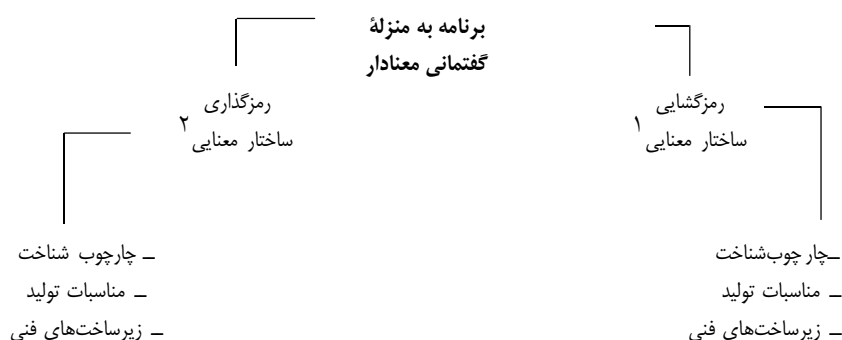 برنامه به منزلهٔ
گفتمانی معنادار
رمزگشایی
ساختار معنایی ۱
رمزگذاری
ساختار معنایی ۲
ـچار چوب‌شناخت
ـ مناسبات تولید
ـ زیرساخت‌های فنی
ـ چارچوب شناخت
ـ مناسبات تولید
ـ زیرساخت‌های فنی